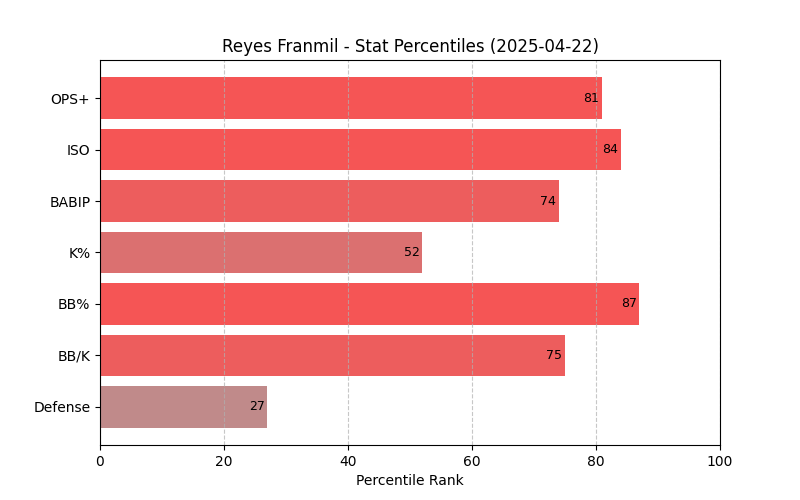 Reyes Franmil - Stat Percentiles (2025-04-22)
OPS+ 81
ISO 84
BABIP 74
K% 52
BB% 87
BB/K 75
Defense 27
0 20 40 60 80 100
Percentile Rank